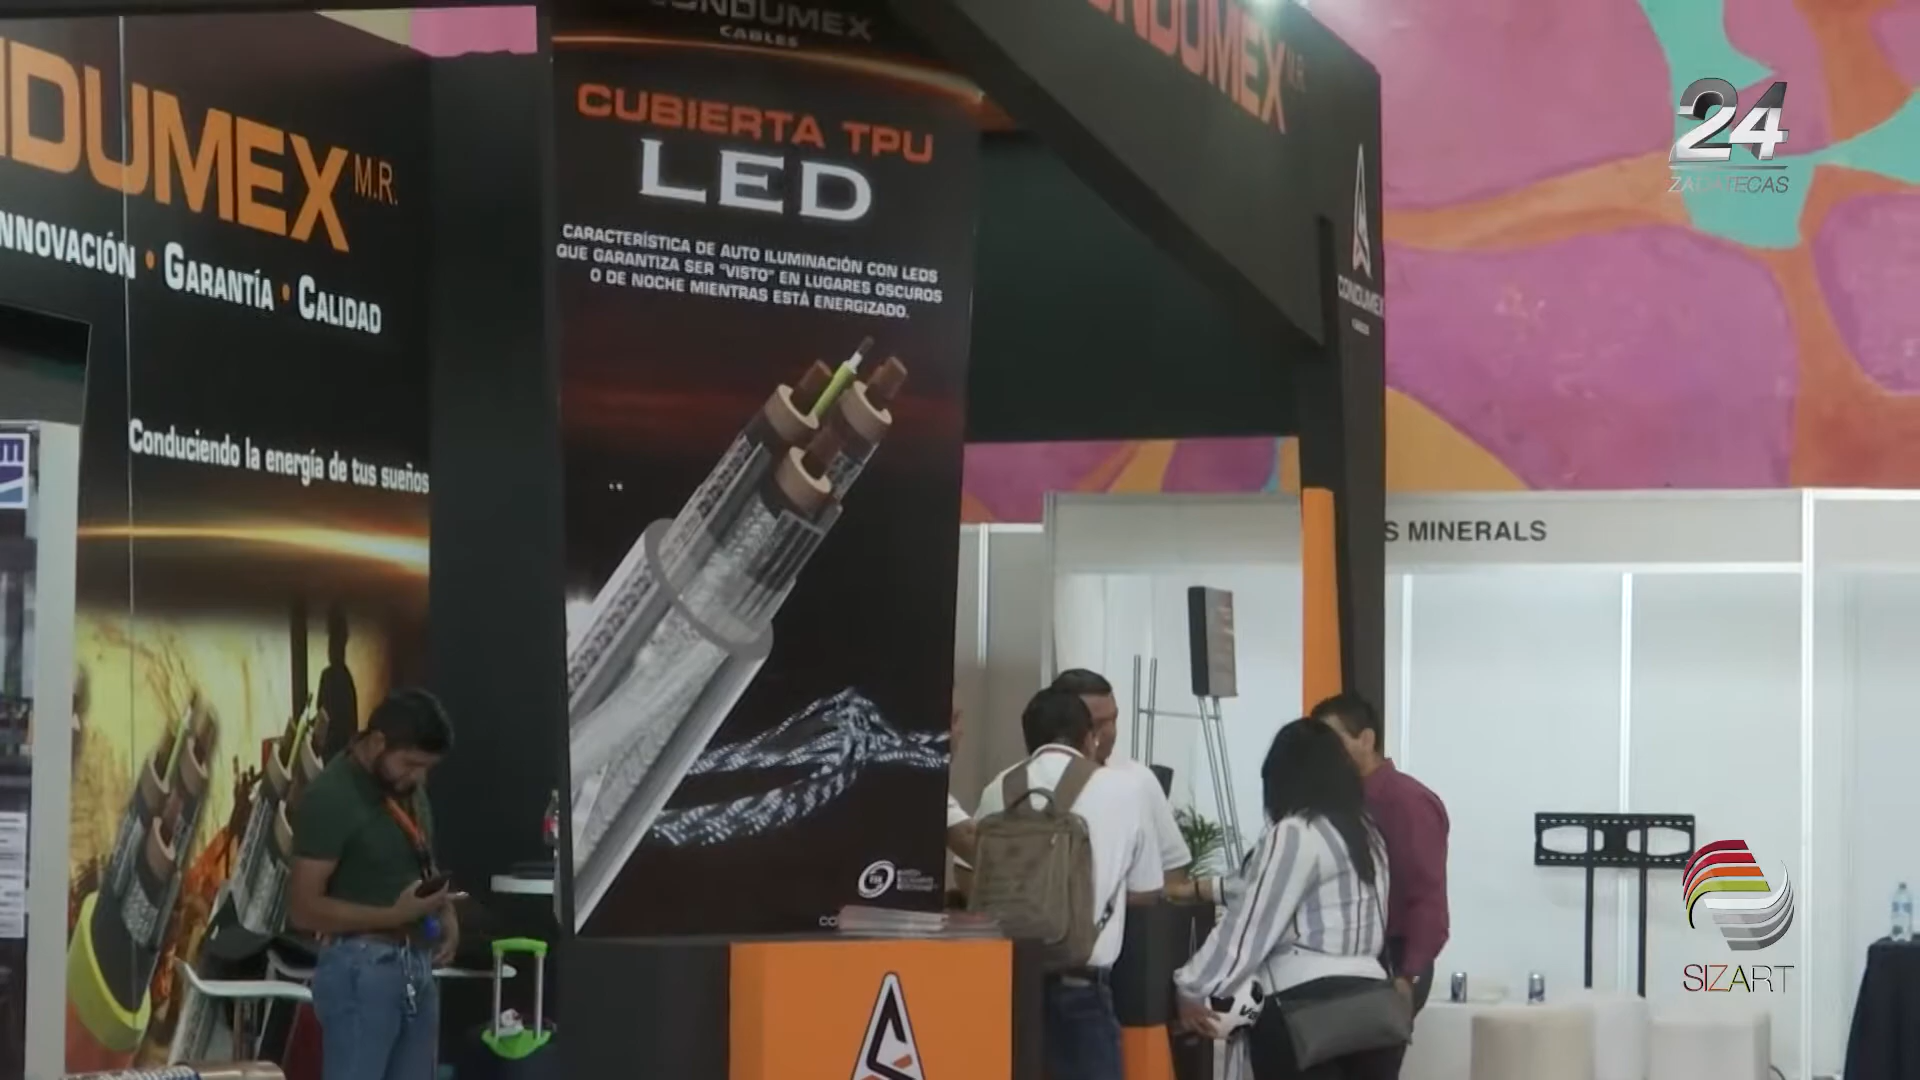 CONDUMEX
CABLES
CUBIERTA TPU
LED
CARACTERÍSTICA DE AUTO ILUMINACIÓN CON LEDS
QUE GARANTIZA SER "VISTO" EN LUGARES OSCUROS
O DE NOCHE MIENTRAS ESTÁ ENERGIZADO.
NDUMEX M.R.
INNOVACIÓN • GARANTÍA • CALIDAD
Conduciendo la energía de tus sueños
ONDUMEX M.R.
CONDUMEX
S MINERALS
24
ZACATECAS
SIZART